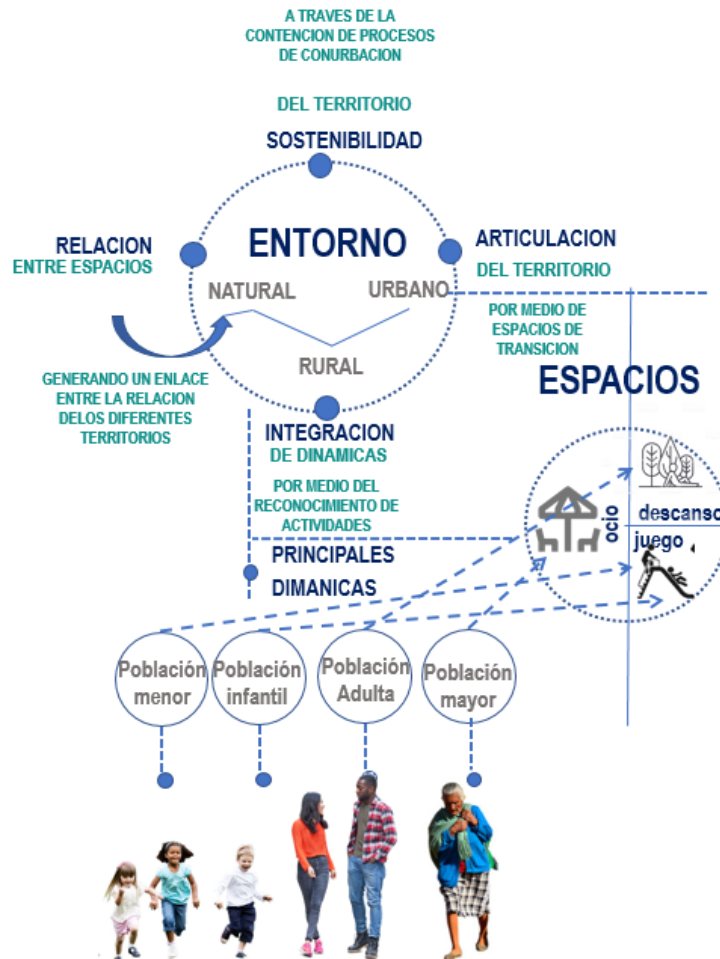 A TRAVES DE LA
CONTENCION DE PROCESOS
DE CONURBACION
DEL TERRITORIO
SOSTENIBILIDAD
ENTORNO
RELACION
ENTRE ESPACIOS
ARTICULACION
DEL TERRITORIO
NATURAL
URBANO
RURAL
POR MEDIO DE
ESPACIOS DE
TRANSICION
GENERANDO UN ENLACE
ENTRE LA RELACION
DELOS DIFERENTES
TERRITORIOS
ESPACIOS
INTEGRACION
DE DINAMICAS
POR MEDIO DEL
RECONOCIMIENTO DE
ACTIVIDADES
ocio
descanso
juego
PRINCIPALES
DIMANICAS
Población
menor
Población
infantil
Población
Adulta
Población
mayor